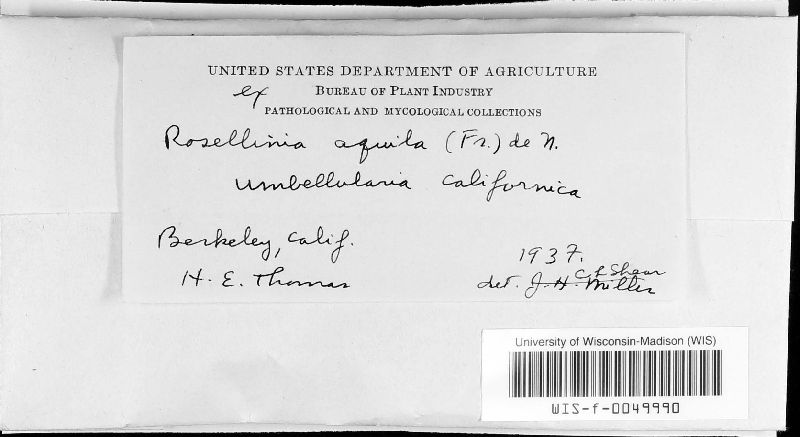 UNITED STATES DEPARTMENT OF AGRICULTURE
ex BUREAU OF PLANT INDUSTRY
PATHOLOGICAL AND MYCOLOGICAL COLLECTIONS
Rosellinia aquila (Fr.) de N.
Umbellularia californica
Berkeley, Calif.
1937.
H. E. Thomas
C L Shear
det. J. H. Miller
University of Wisconsin-Madison (WIS)
WIS-f-0049990